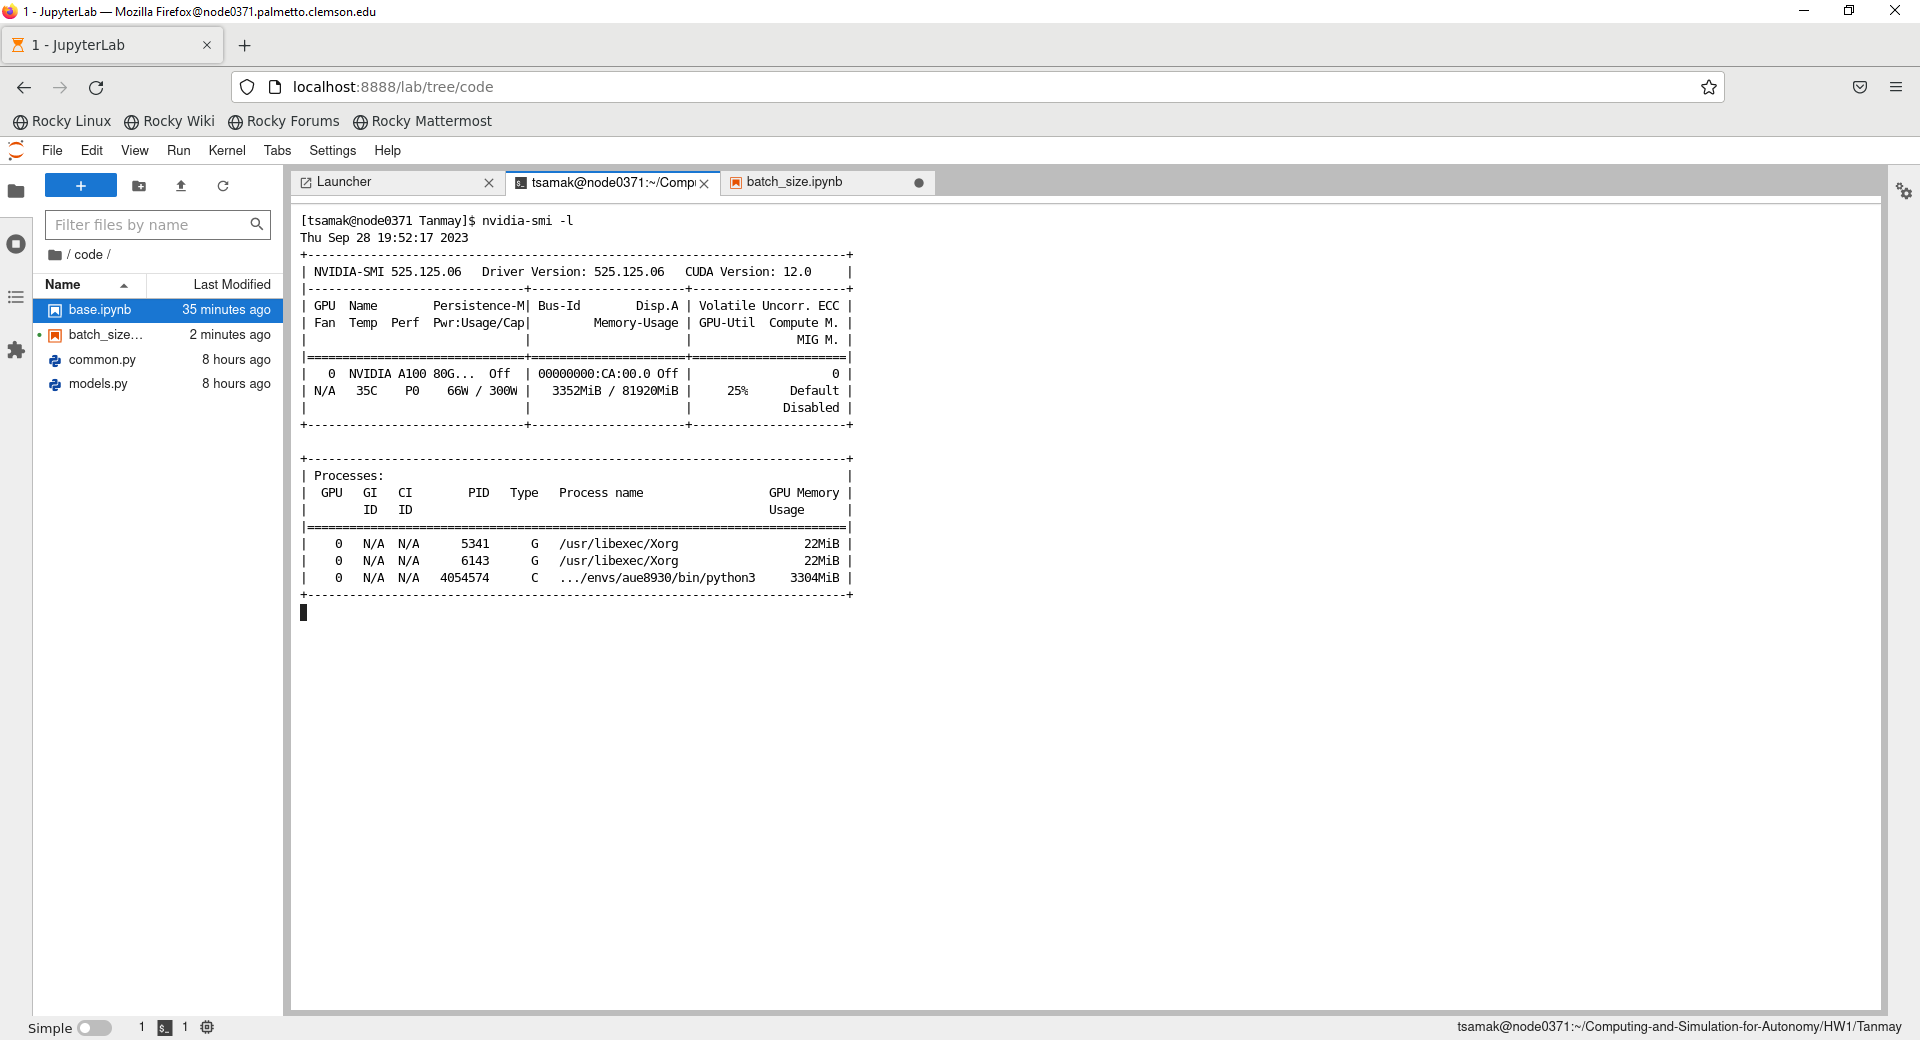 1 - JupyterLab — Mozilla Firefox@node0371.palmetto.clemson.edu
1 - JupyterLab
localhost:8888/lab/tree/code
Rocky Linux Rocky Wiki Rocky Forums Rocky Mattermost
File Edit View Run Kernel Tabs Settings Help
Launcher tsamak@node0371:~/Comp batch_size.ipynb
Filter files by name
/ code /
Name Last Modified
base.ipynb 35 minutes ago
batch_size... 2 minutes ago
common.py 8 hours ago
models.py 8 hours ago
[tsamak@node0371 Tanmay]$ nvidia-smi -l
Thu Sep 28 19:52:17 2023
+-----------------------------------------------------------------------------+
| NVIDIA-SMI 525.125.06   Driver Version: 525.125.06   CUDA Version: 12.0     |
|-------------------------------+----------------------+----------------------+
| GPU  Name        Persistence-M| Bus-Id        Disp.A | Volatile Uncorr. ECC |
| Fan  Temp  Perf  Pwr:Usage/Cap|         Memory-Usage | GPU-Util  Compute M. |
|                               |                      |               MIG M. |
|===============================+======================+======================|
|   0  NVIDIA A100 80G...  Off  | 00000000:CA:00.0 Off |                    0 |
| N/A   35C    P0    66W / 300W |   3352MiB / 81920MiB |     25%      Default |
|                               |                      |             Disabled |
+-------------------------------+----------------------+----------------------+
+-----------------------------------------------------------------------------+
| Processes:                                                                  |
|  GPU   GI   CI        PID   Type   Process name                  GPU Memory |
|        ID   ID                                                   Usage      |
|=============================================================================|
|    0   N/A  N/A      5341      G   /usr/libexec/Xorg                  22MiB |
|    0   N/A  N/A      6143      G   /usr/libexec/Xorg                  22MiB |
|    0   N/A  N/A   4054574      C   .../envs/aue8930/bin/python3     3304MiB |
+-----------------------------------------------------------------------------+
Simple 1 $_ 1 tsamak@node0371:~/Computing-and-Simulation-for-Autonomy/HW1/Tanmay